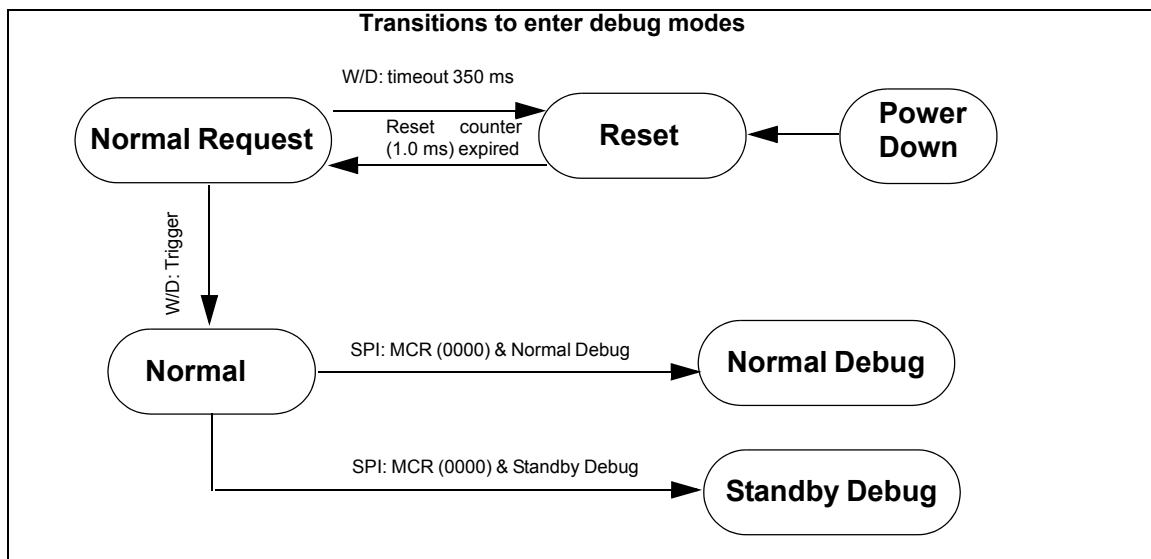 Transitions to enter debug modes
W/D: timeout 350 ms
Normal Request
Reset counter
(1.0 ms) expired
Reset
Power
Down
W/D: Trigger
Normal
SPI: MCR (0000) & Normal Debug
Normal Debug
SPI: MCR (0000) & Standby Debug
Standby Debug